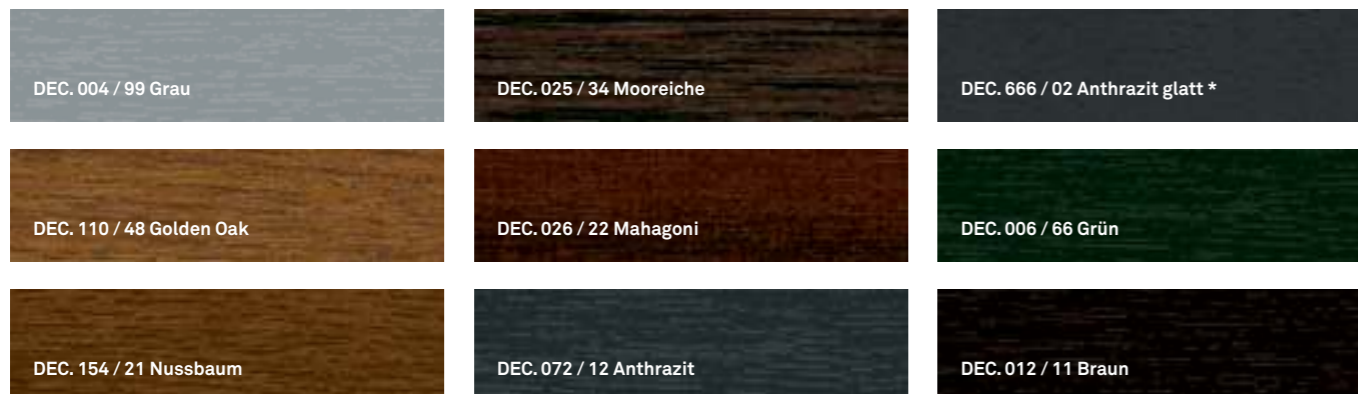 DEC. 004 / 99 Grau
DEC. 025 / 34 Mooreiche
DEC. 666 / 02 Anthrazit glatt *
DEC. 110 / 48 Golden Oak
DEC. 026 / 22 Mahagoni
DEC. 006 / 66 Grün
DEC. 154 / 21 Nussbaum
DEC. 072 / 12 Anthrazit
DEC. 012 / 11 Braun